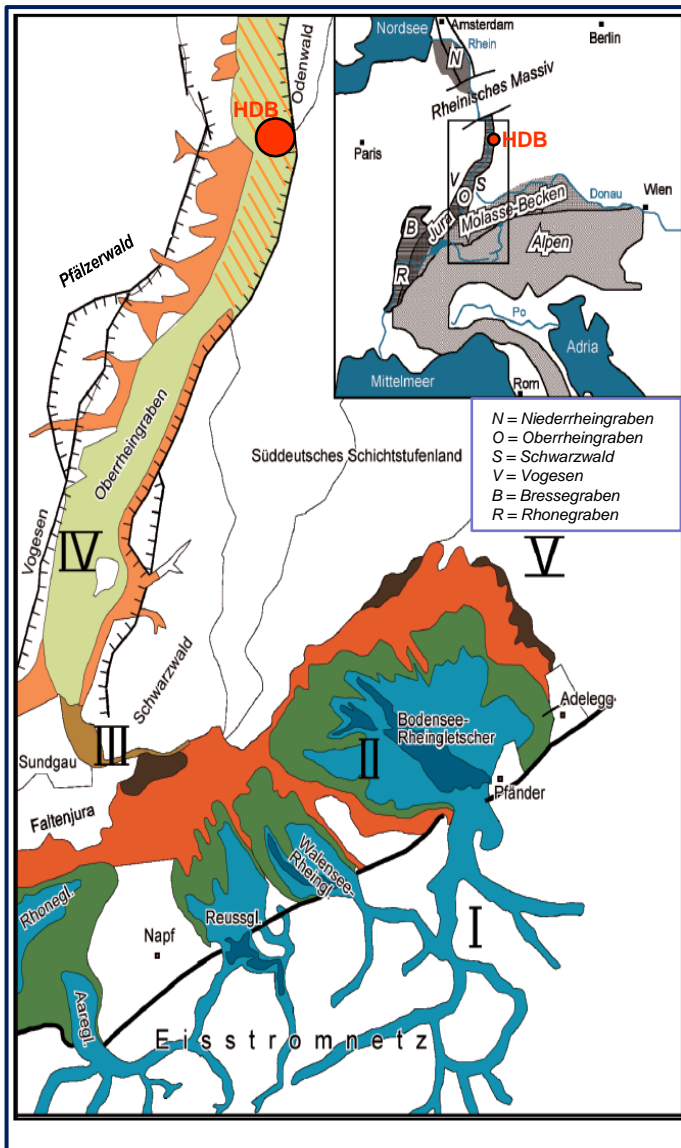 Nordsee
Amsterdam
Rhein
Berlin
N
Rheinisches Massiv
HDB
Paris
V
O
S
Molasse-Becken
Donau
Wien
Jura
B
R
Alpen
Po
Adria
Mittelmeer
Rom
N = Niederrheingraben
O = Oberrheingraben
S = Schwarzwald
V = Vogesen
B = Bressegraben
R = Rhonegraben
Odenwald
HDB
Pfälzerwald
Oberrheingraben
Süddeutsches Schichtstufenland
Vogesen
IV
V
Schwarzwald
III
Sundgau
Faltenjura
Bodensee-
Rheingletscher
II
Adelegg
Pfänder
Walensee-
Rheingl.
Rhonegl.
Reussgl.
Napf
I
Aaregl.
Eisstromnetz